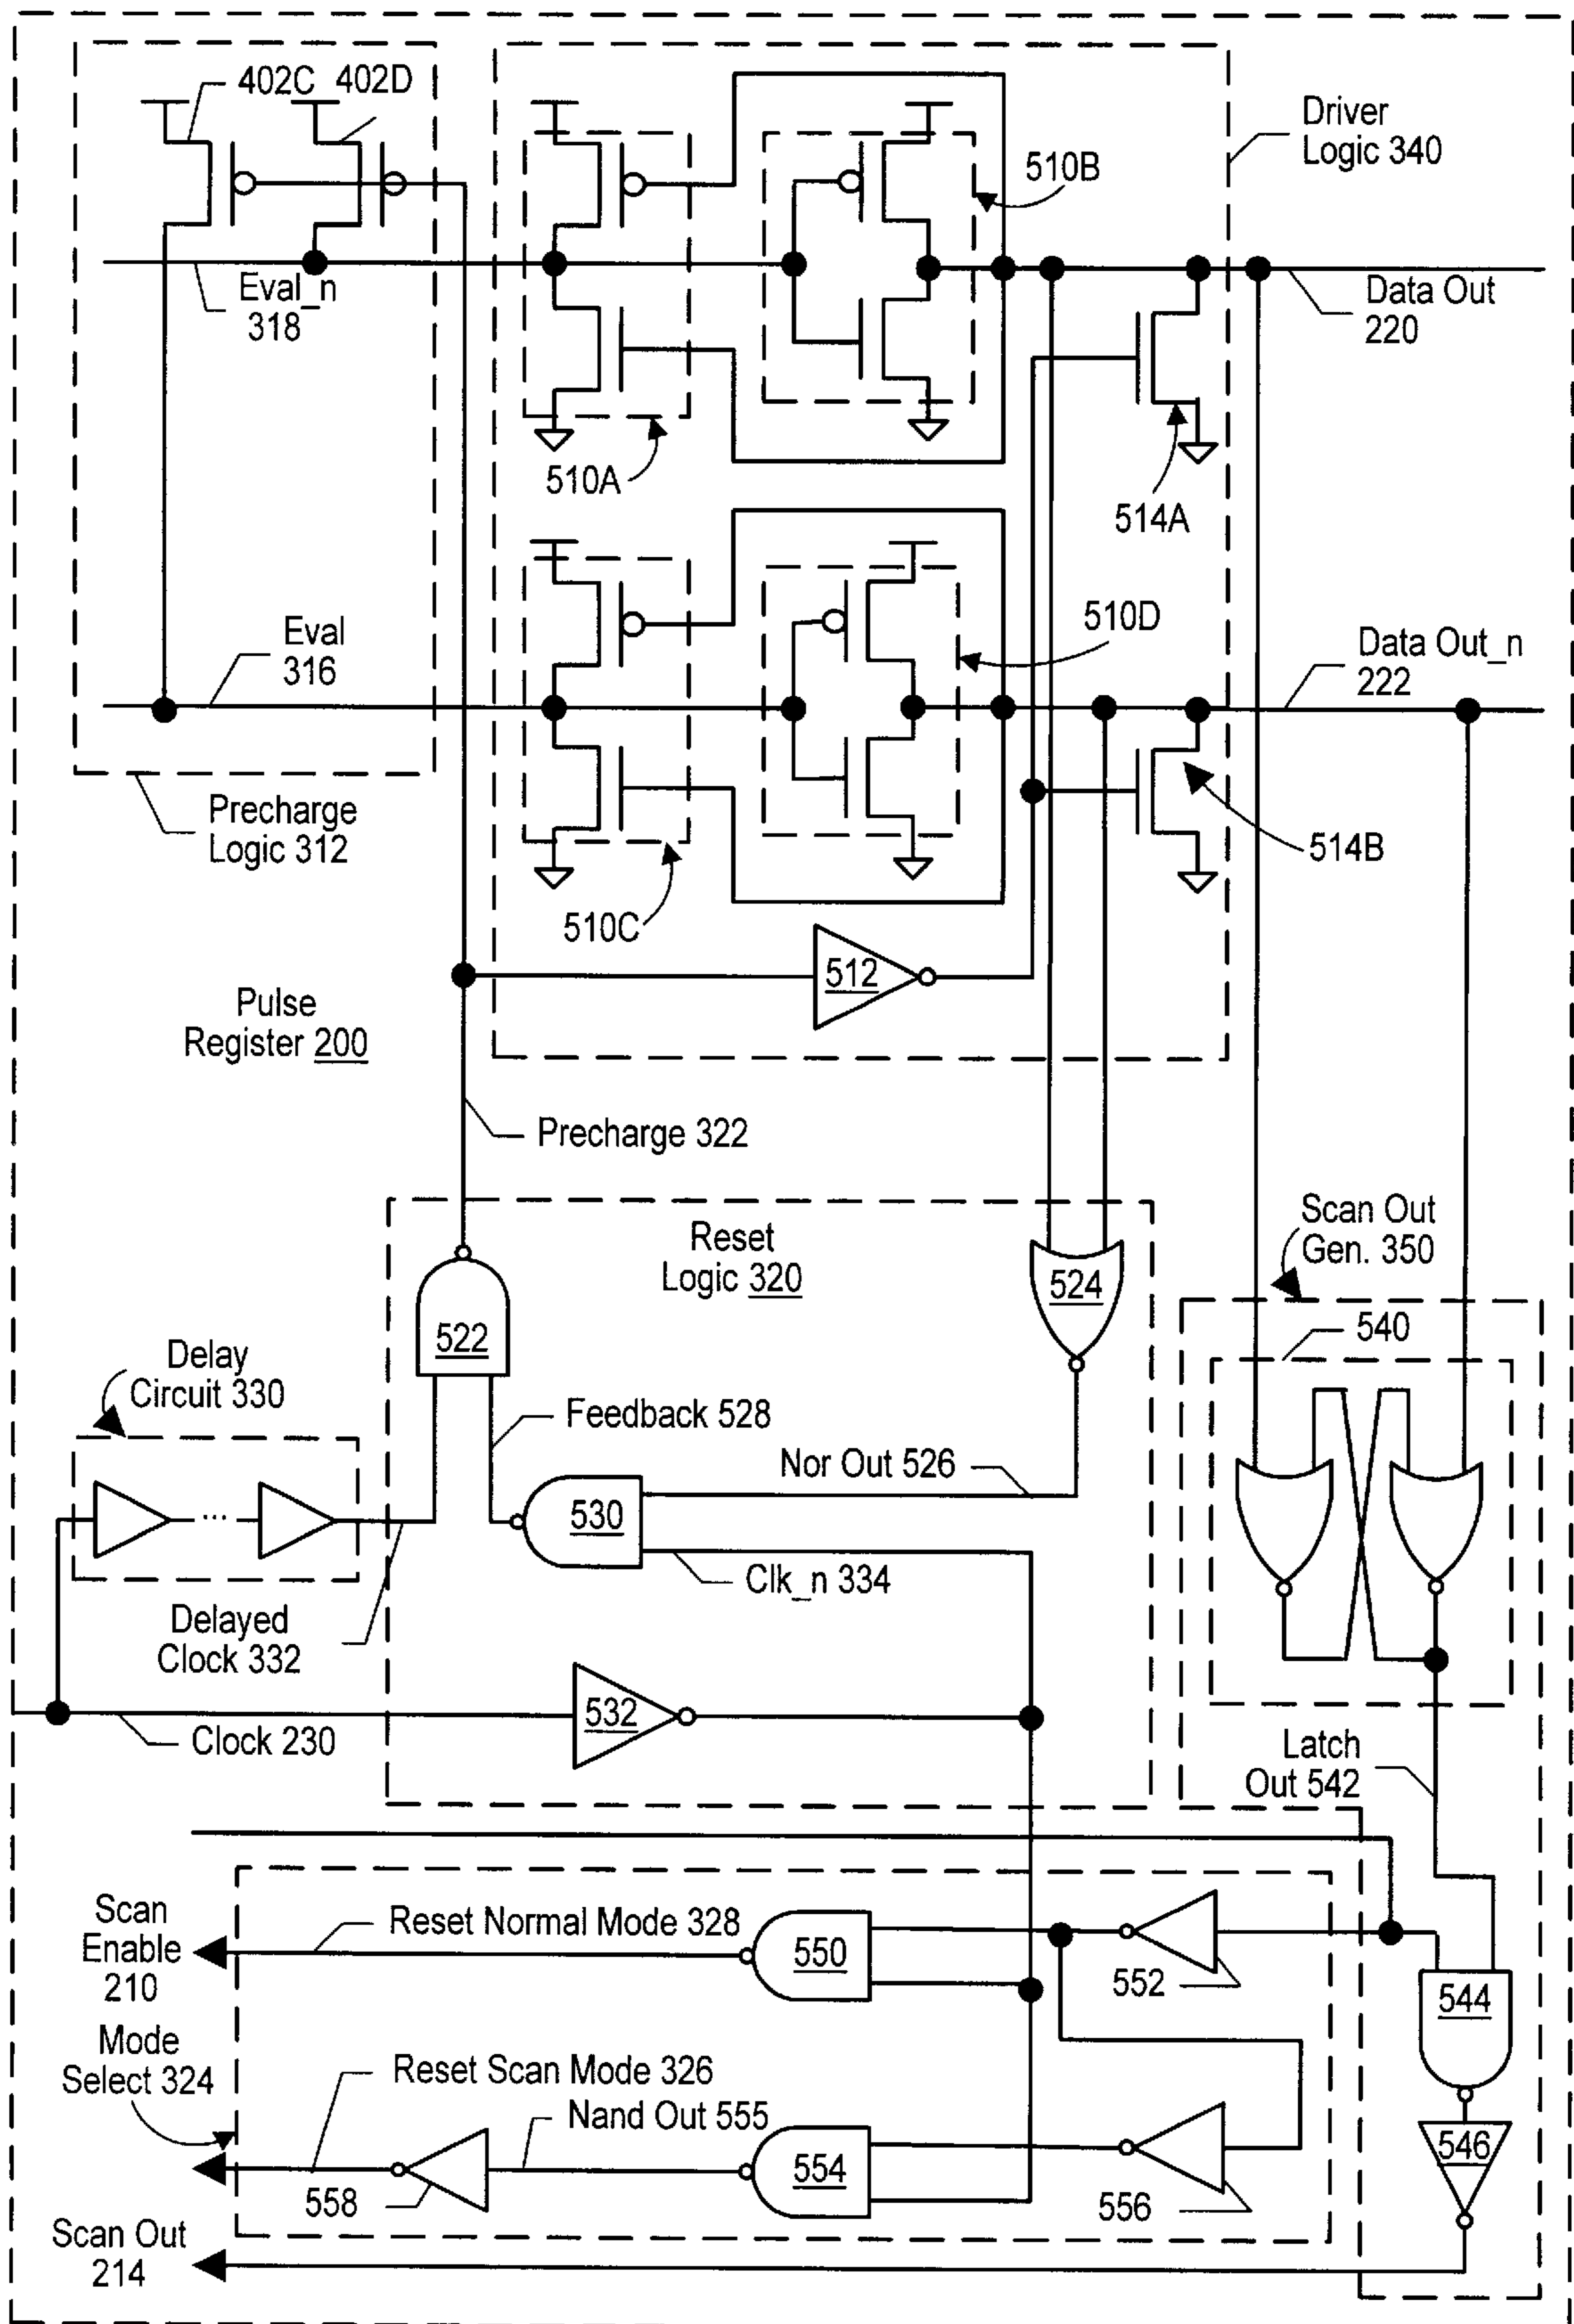 402C 402D
Driver
Logic 340
510B
Eval_n
318
Data Out
220
510A
514A
510D
Eval
316
Data Out_n
222
Precharge
Logic 312
514B
510C
512
Pulse
Register 200
Precharge 322
Reset
Logic 320
Scan Out
Gen. 350
524
522
540
Delay
Circuit 330
Feedback 528
Nor Out 526
...
530
Clk_n 334
Delayed
Clock 332
532
Clock 230
Latch
Out 542
Scan
Enable
210
Reset Normal Mode 328
550
552
544
Mode
Select 324
Reset Scan Mode 326
Nand Out 555
546
554
558
556
Scan Out
214